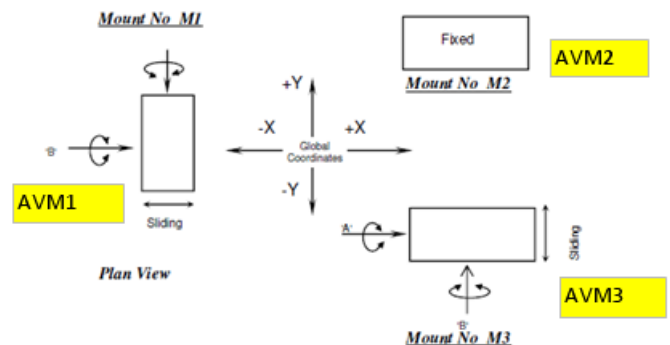 Mount No M1
Fixed
AVM2
Mount No M2
+Y
-X
+X
Global
Coordinates
-Y
'B'
AVM1
Sliding
Plan View
'A'
Sliding
AVM3
'B'
Mount No M3